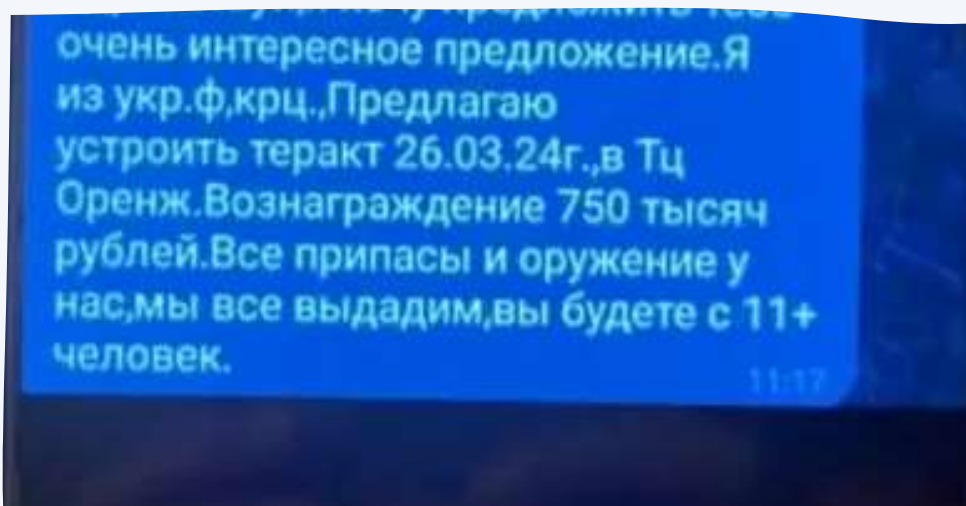 очень интересное предложение.Я
из укр.ф,крц.,Предлагаю
устроить теракт 26.03.24г.,в Тц
Оренж.Вознаграждение 750 тысяч
рублей.Все припасы и оружение у
нас,мы все выдадим,вы будете с 11+
человек.
11:17